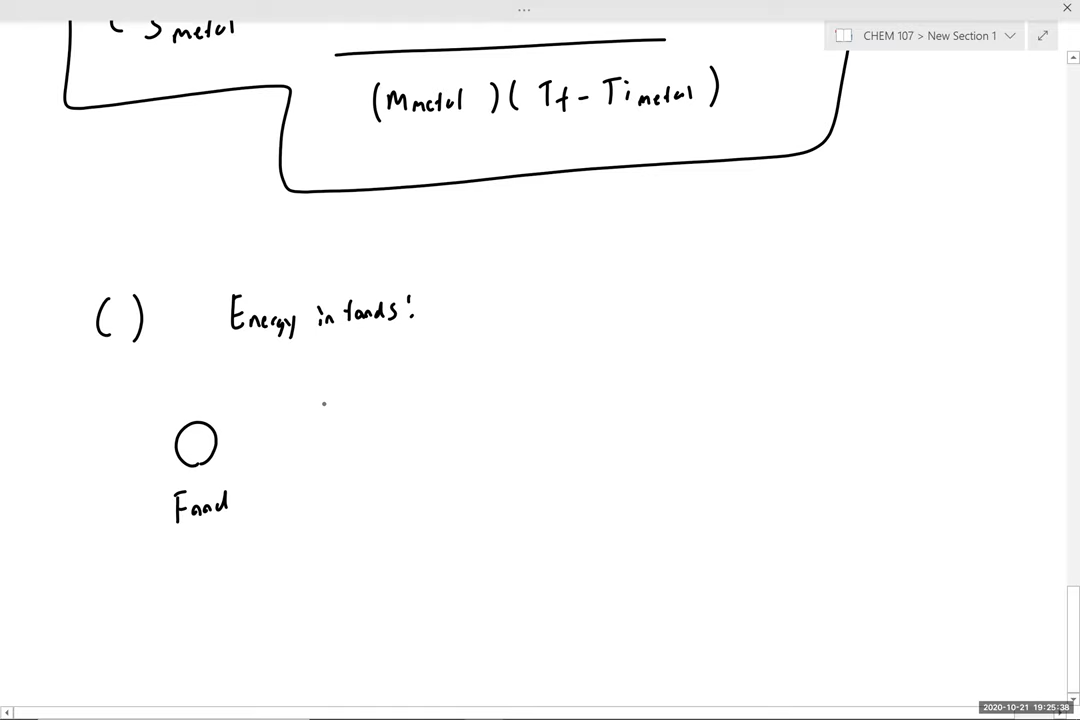 CHEM 107 > New Section 1
( S metal
(m metal ) ( Tf - Ti metal )
( ) Energy in foods!
Food
2020-10-21 19:25:38